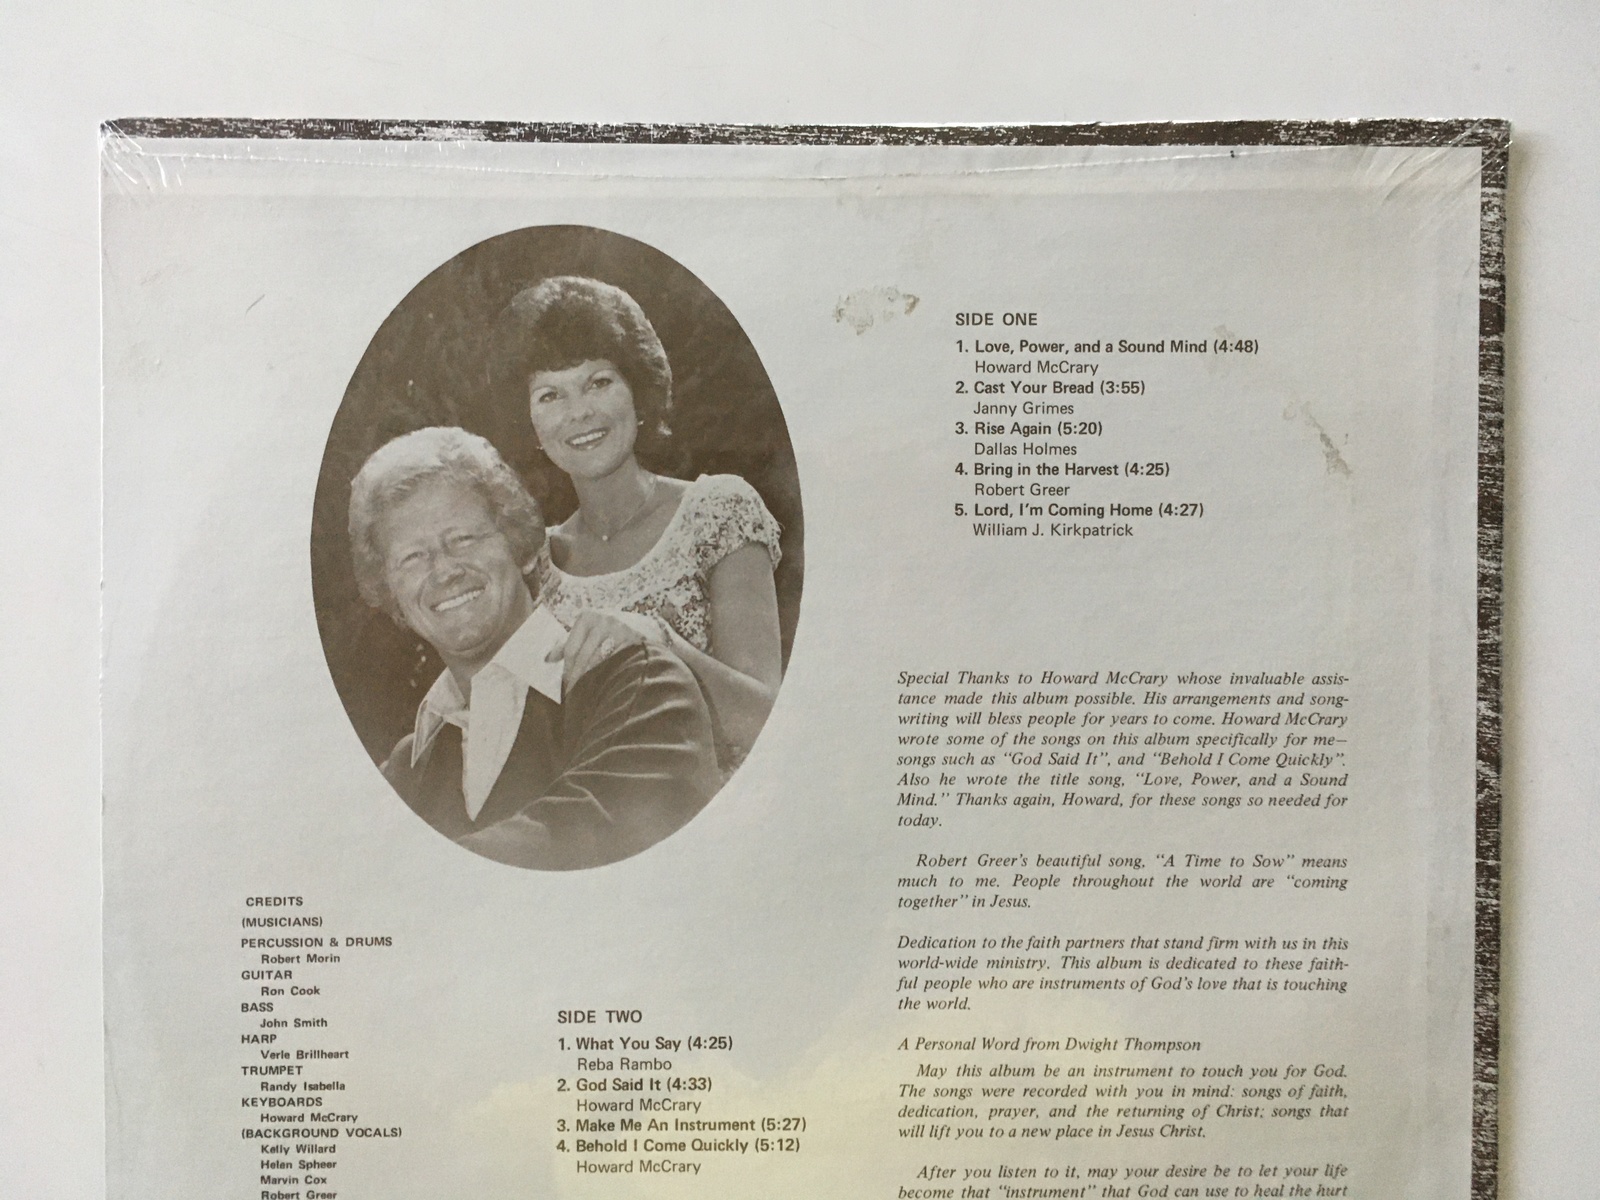 SIDE ONE
1. Love, Power, and a Sound Mind (4:48)
Howard McCrary
2. Cast Your Bread (3:55)
Janny Grimes
3. Rise Again (5:20)
Dallas Holmes
4. Bring in the Harvest (4:25)
Robert Greer
5. Lord, I'm Coming Home (4:27)
William J. Kirkpatrick
Special Thanks to Howard McCrary whose invaluable assis-
tance made this album possible. His arrangements and song-
writing will bless people for years to come. Howard McCrary
wrote some of the songs on this album specifically for me—
songs such as "God Said It", and "Behold I Come Quickly".
Also he wrote the title song, "Love, Power, and a Sound
Mind." Thanks again, Howard, for these songs so needed for
today.
Robert Greer's beautiful song, "A Time to Sow" means
much to me. People throughout the world are "coming
together" in Jesus.
Dedication to the faith partners that stand firm with us in this
world-wide ministry. This album is dedicated to these faith-
ful people who are instruments of God's love that is touching
the world.
A Personal Word from Dwight Thompson
May this album be an instrument to touch you for God.
The songs were recorded with you in mind: songs of faith,
dedication, prayer, and the returning of Christ; songs that
will lift you to a new place in Jesus Christ.
After you listen to it, may your desire be to let your life
become that "instrument" that God can use to heal the hurt
CREDITS
(MUSICIANS)
PERCUSSION & DRUMS
Robert Morin
GUITAR
Ron Cook
BASS
John Smith
HARP
Verle Brillheart
TRUMPET
Randy Isabella
KEYBOARDS
Howard McCrary
(BACKGROUND VOCALS)
Kelly Willard
Helen Spheer
Marvin Cox
Robert Greer
SIDE TWO
1. What You Say (4:25)
Reba Rambo
2. God Said It (4:33)
Howard McCrary
3. Make Me An Instrument (5:27)
4. Behold I Come Quickly (5:12)
Howard McCrary